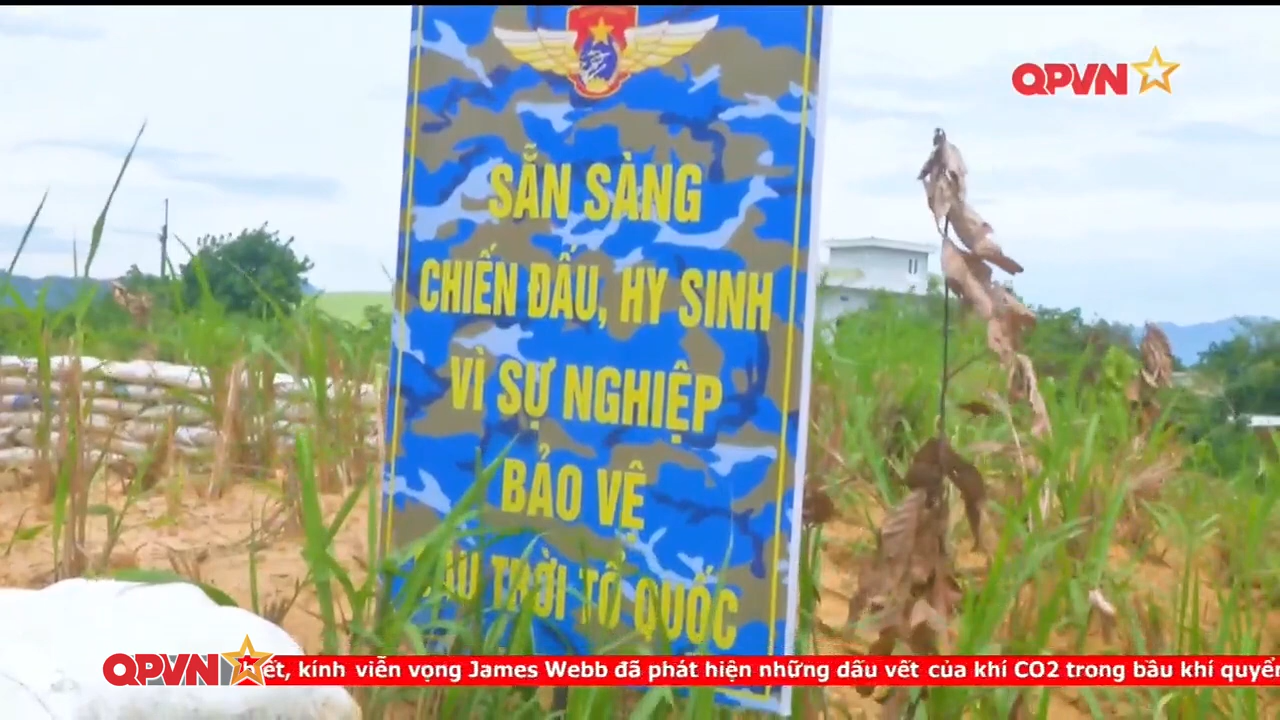 QPVN
SẴN SÀNG
CHIẾN ĐẤU, HY SINH
VÌ SỰ NGHIỆP
BẢO VỆ
TRỜI TỔ QUỐC
QPVN
kính viễn vọng James Webb đã phát hiện những dấu vết của khí CO2 trong bầu khí quyển